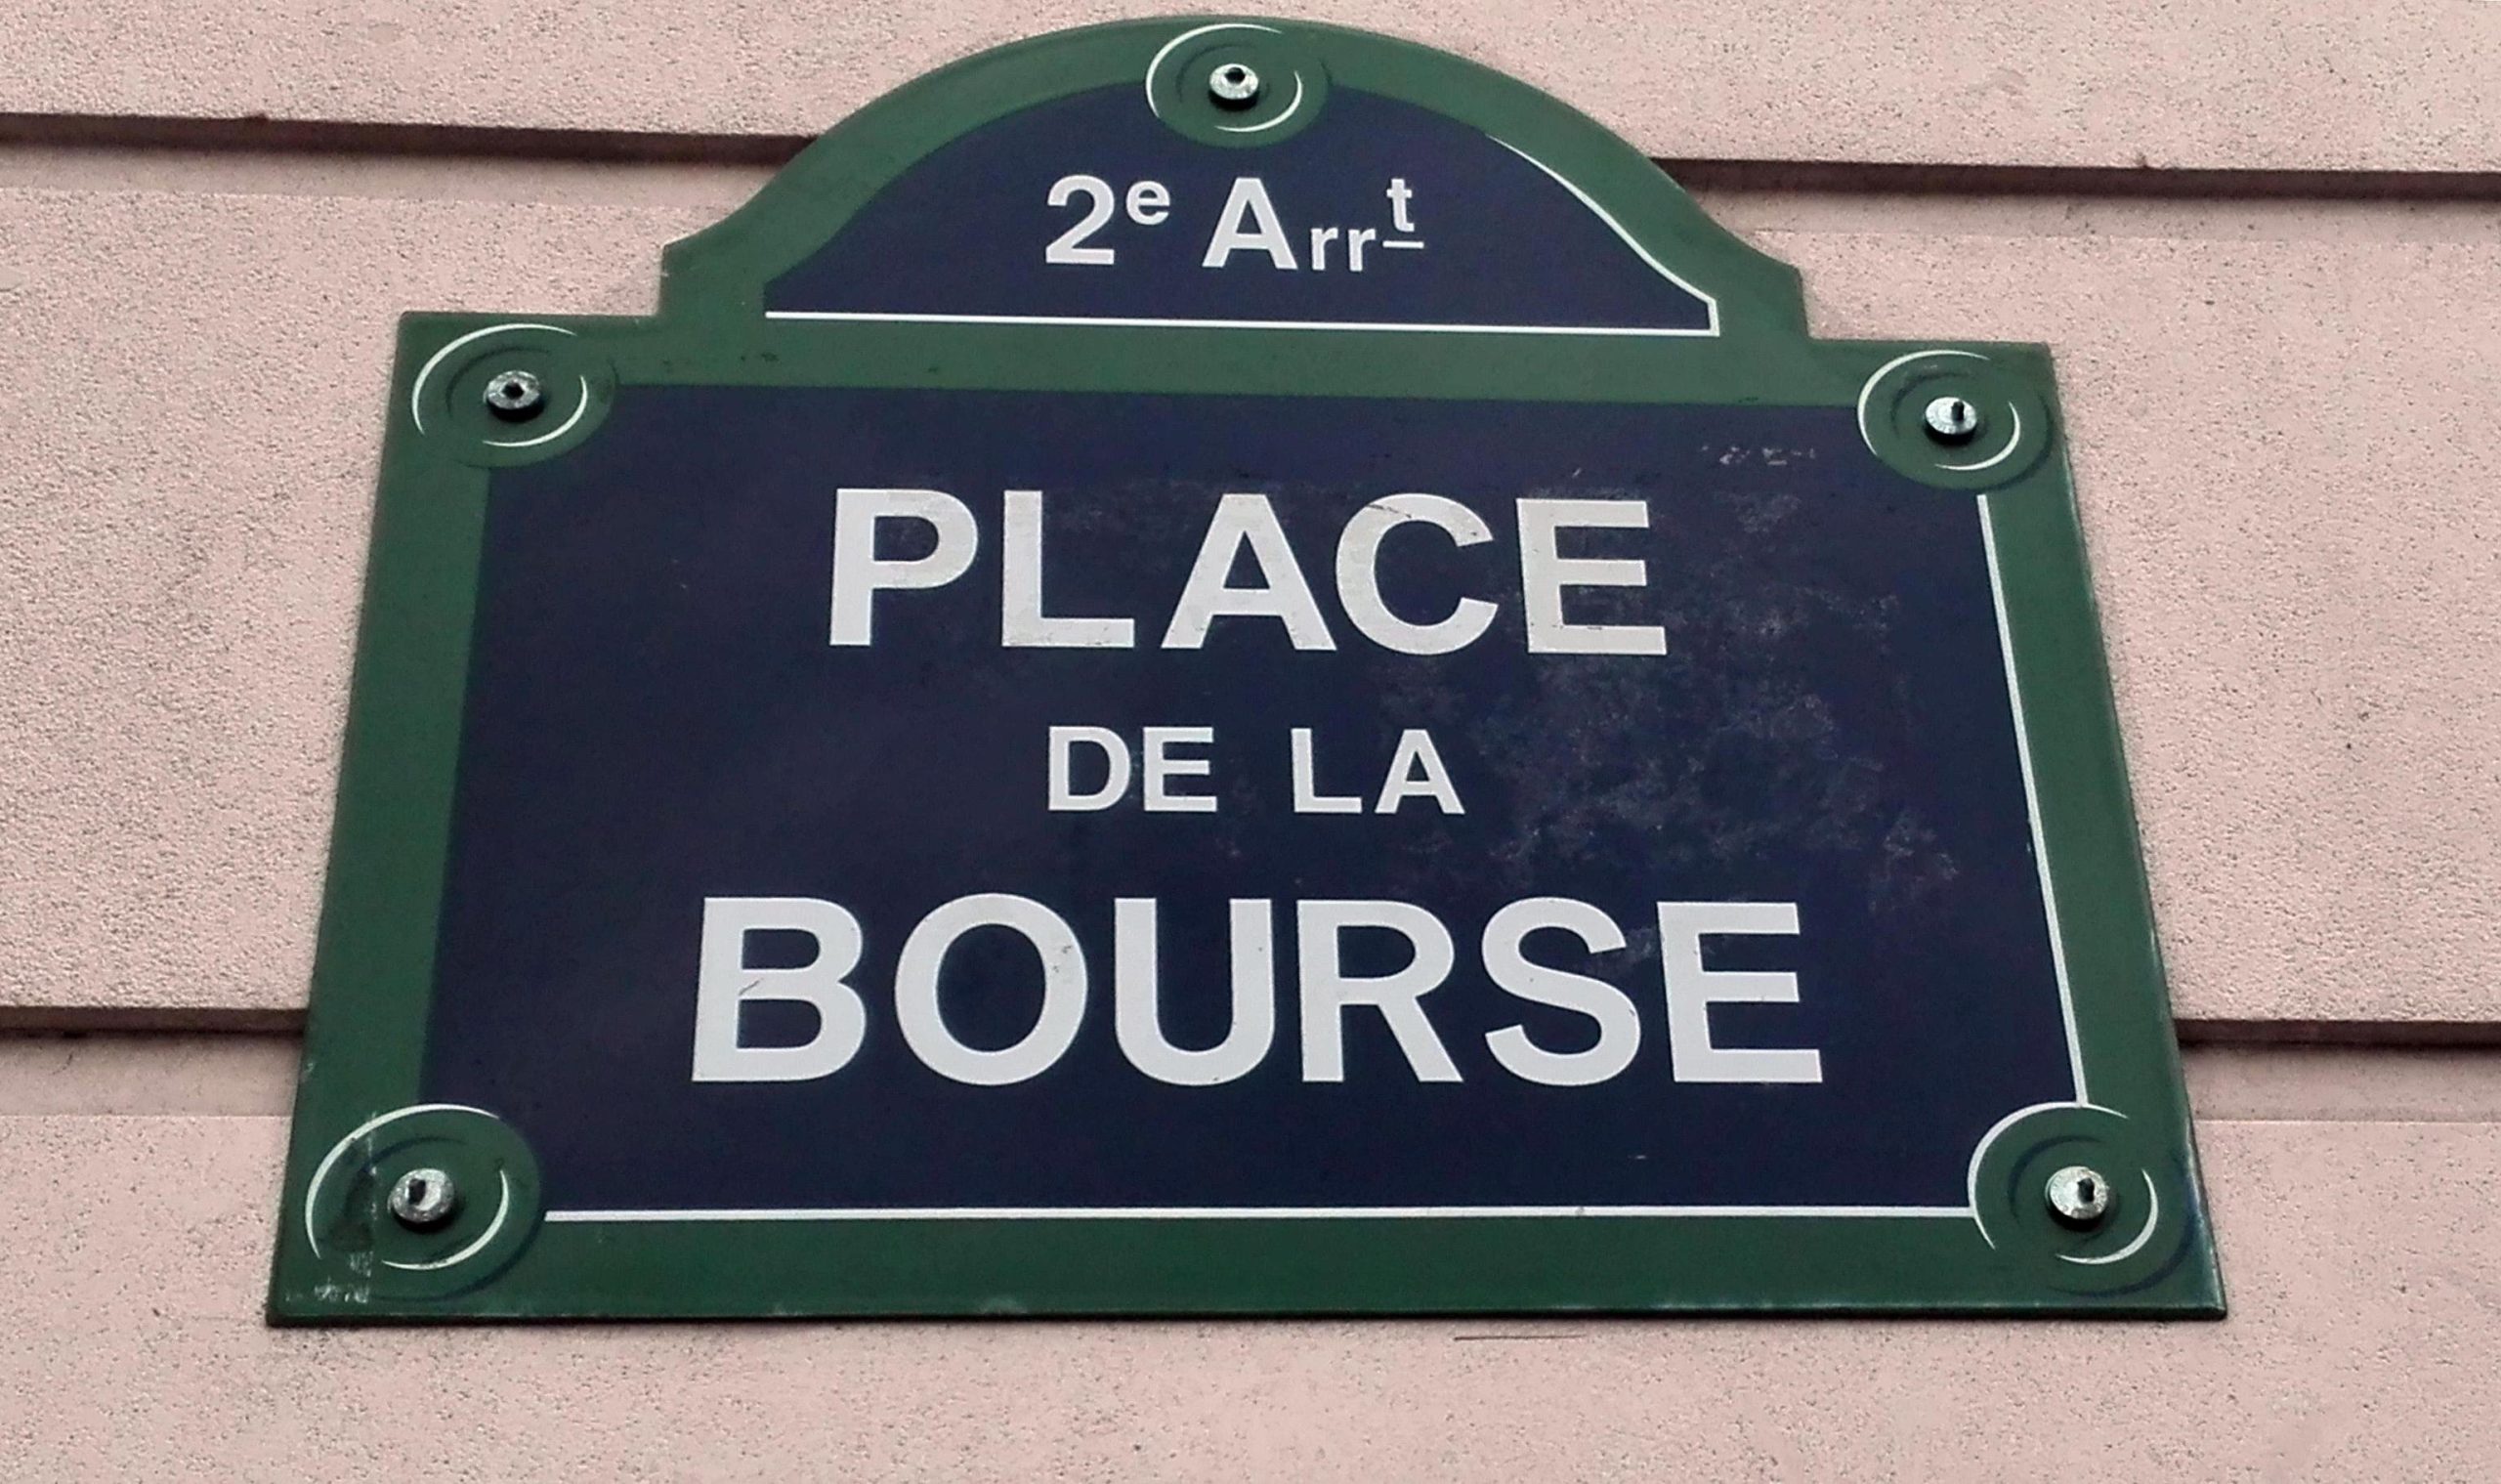 2e Arrt
PLACE
DE LA
BOURSE